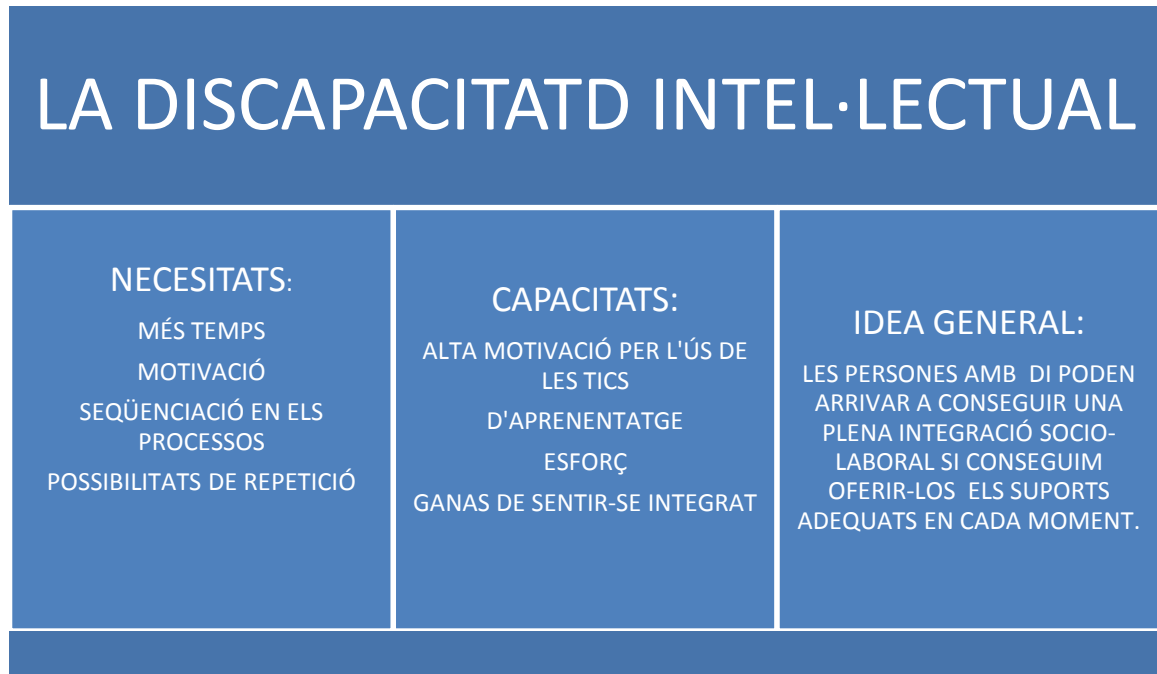 LA DISCAPACITATD INTEL·LECTUAL
NECESITATS:
MÉS TEMPS
MOTIVACIÓ
SEQÜENCIACIÓ EN ELS
PROCESSOS
POSSIBILITATS DE REPETICIÓ
CAPACITATS:
ALTA MOTIVACIÓ PER L'ÚS DE
LES TICS
D'APRENENTATGE
ESFORÇ
GANAS DE SENTIR-SE INTEGRAT
IDEA GENERAL:
LES PERSONES AMB DI PODEN
ARRIVAR A CONSEGUIR UNA
PLENA INTEGRACIÓ SOCIO-
LABORAL SI CONSEGUIM
OFERIR-LOS ELS SUPORTS
ADEQUATS EN CADA MOMENT.